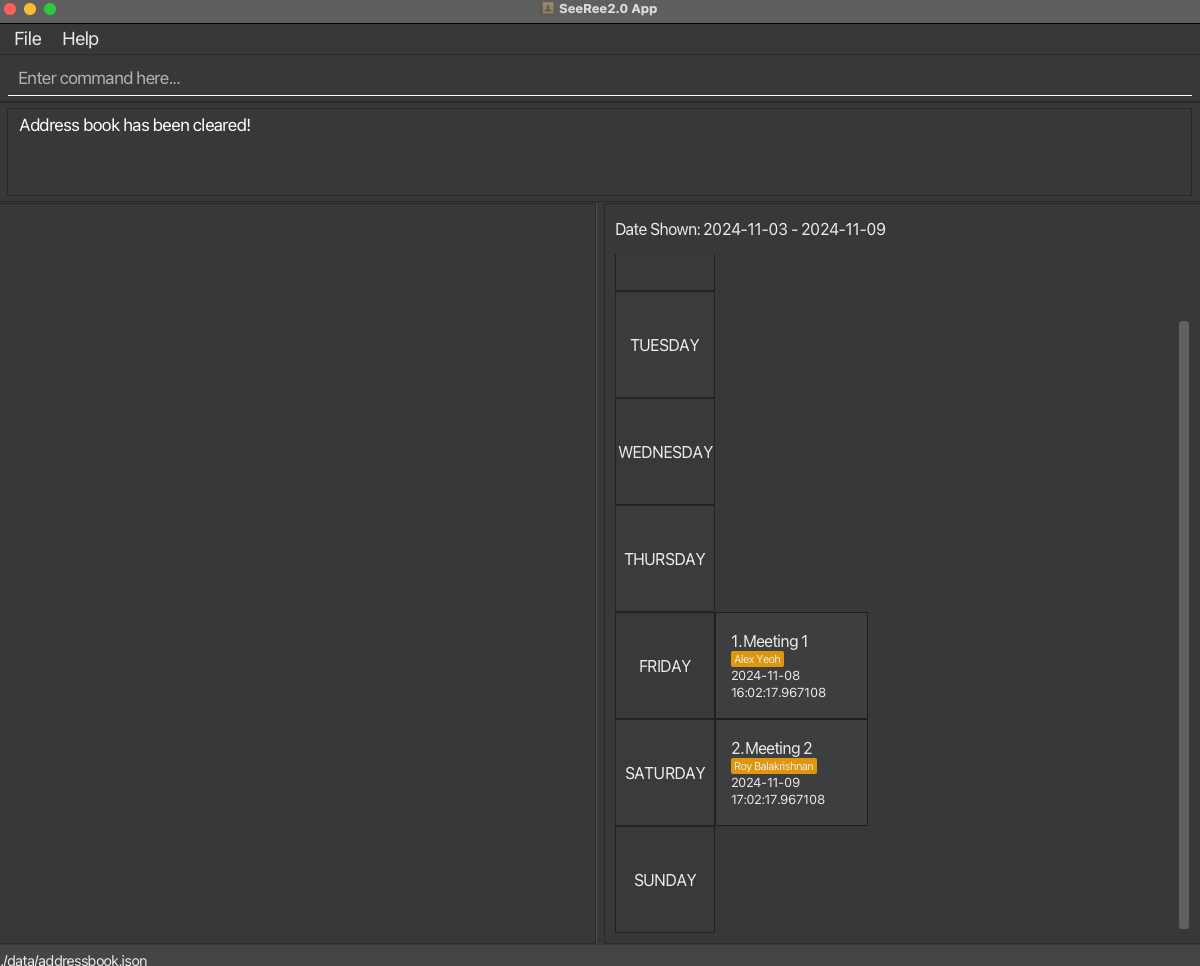 SeeRee2.0 App
File Help
Enter command here...
Address book has been cleared!
Date Shown: 2024-11-03 - 2024-11-09
TUESDAY
WEDNESDAY
THURSDAY
FRIDAY
1.Meeting 1
Alex Yeoh
2024-11-08
16:02:17.967108
SATURDAY
2.Meeting 2
Roy Balakrishnan
2024-11-09
17:02:17.967108
SUNDAY
./data/addressbook.json